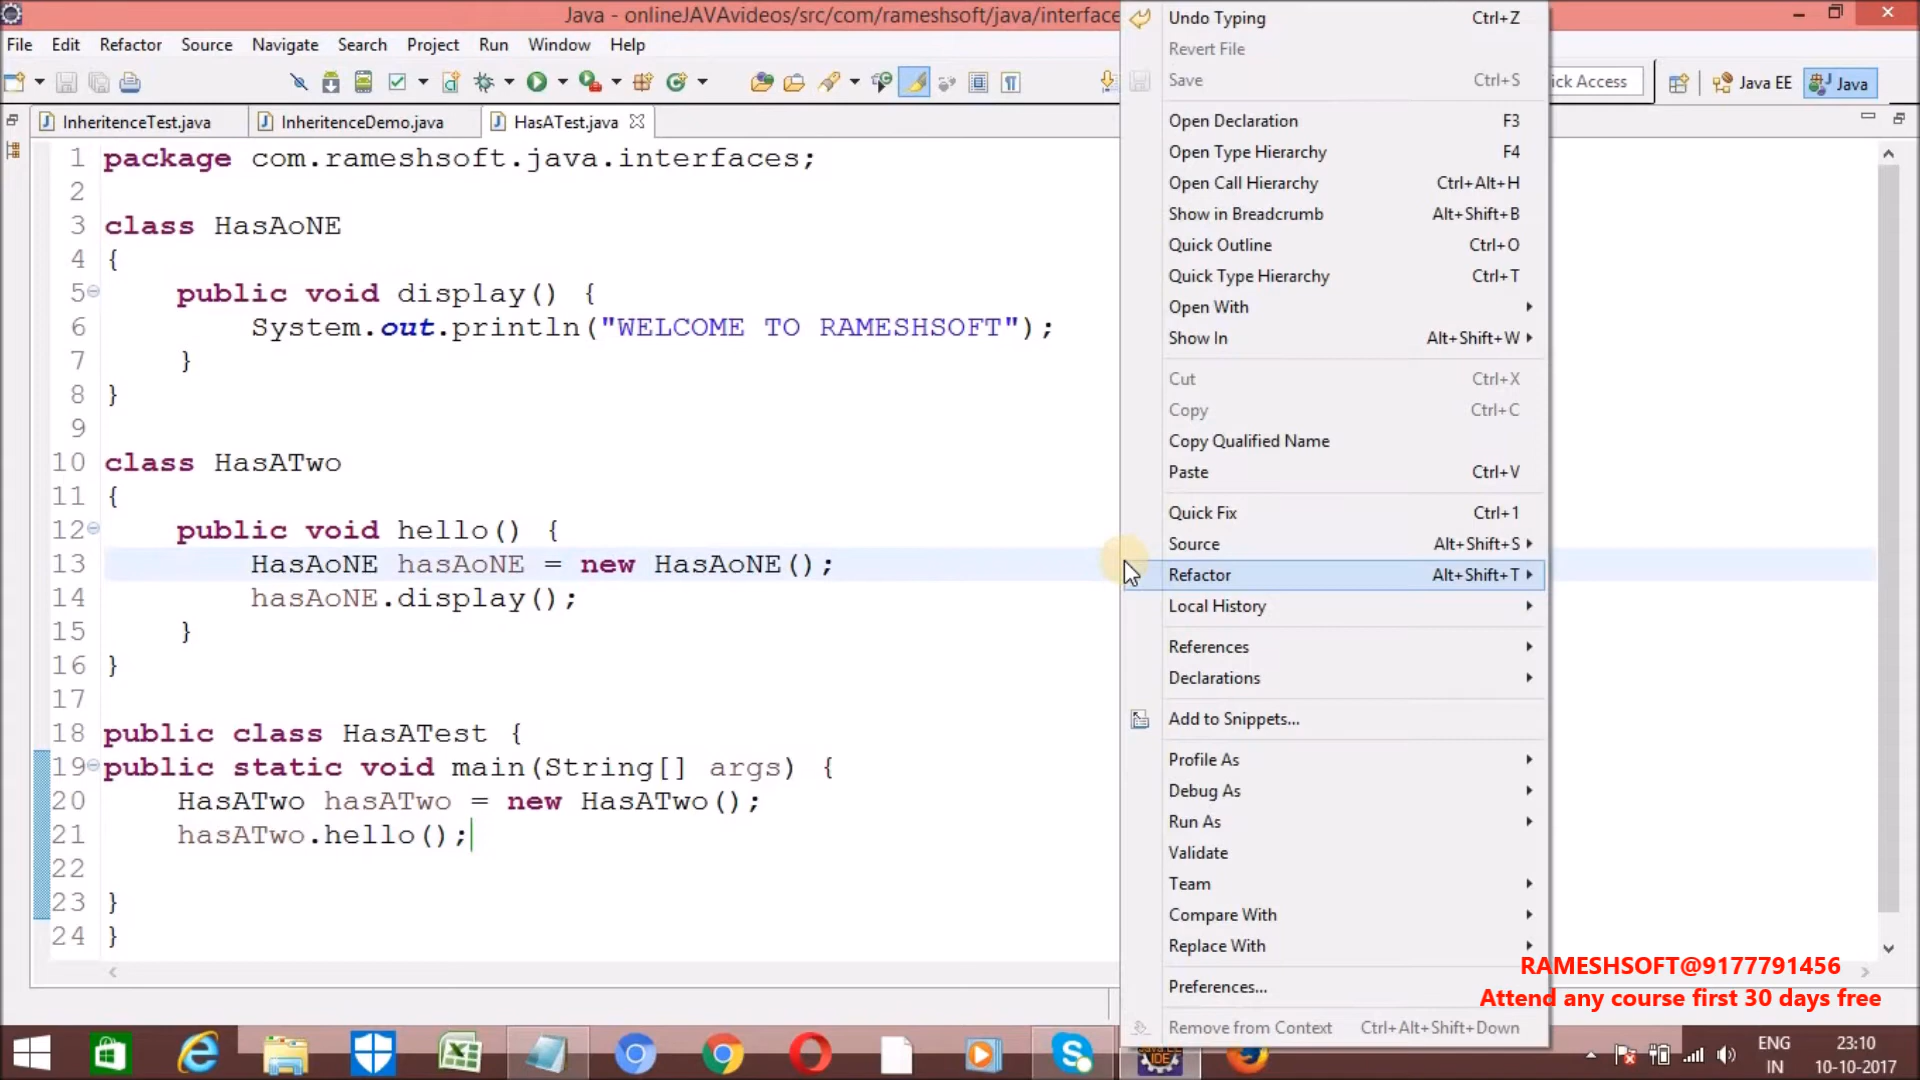 Java - onlineJAVAvideos/src/com/rameshsoft/java/interface
File Edit Refactor Source Navigate Search Project Run Window Help
ick Access
Java EE
Java
InheritenceTest.java
InheritenceDemo.java
HasATest.java
1 package com.rameshsoft.java.interfaces;
2
3 class HasAoNE
4 {
5 public void display() {
6 System.out.println("WELCOME TO RAMESHSOFT");
7 }
8 }
9
10 class HasATwo
11 {
12 public void hello() {
13 HasAoNE hasAoNE = new HasAoNE();
14 hasAoNE.display();
15 }
16 }
17
18 public class HasATest {
19 public static void main(String[] args) {
20 HasATwo hasATwo = new HasATwo();
21 hasATwo.hello();
22
23 }
24 }
Undo Typing Ctrl+Z
Revert File
Save Ctrl+S
Open Declaration F3
Open Type Hierarchy F4
Open Call Hierarchy Ctrl+Alt+H
Show in Breadcrumb Alt+Shift+B
Quick Outline Ctrl+O
Quick Type Hierarchy Ctrl+T
Open With
Show In Alt+Shift+W
Cut Ctrl+X
Copy Ctrl+C
Copy Qualified Name
Paste Ctrl+V
Quick Fix Ctrl+1
Source Alt+Shift+S
Refactor Alt+Shift+T
Local History
References
Declarations
Add to Snippets...
Profile As
Debug As
Run As
Validate
Team
Compare With
Replace With
Preferences...
Remove from Context Ctrl+Alt+Shift+Down
RAMESHSOFT@9177791456
Attend any course first 30 days free
IDE
ENG
IN
23:10
10-10-2017